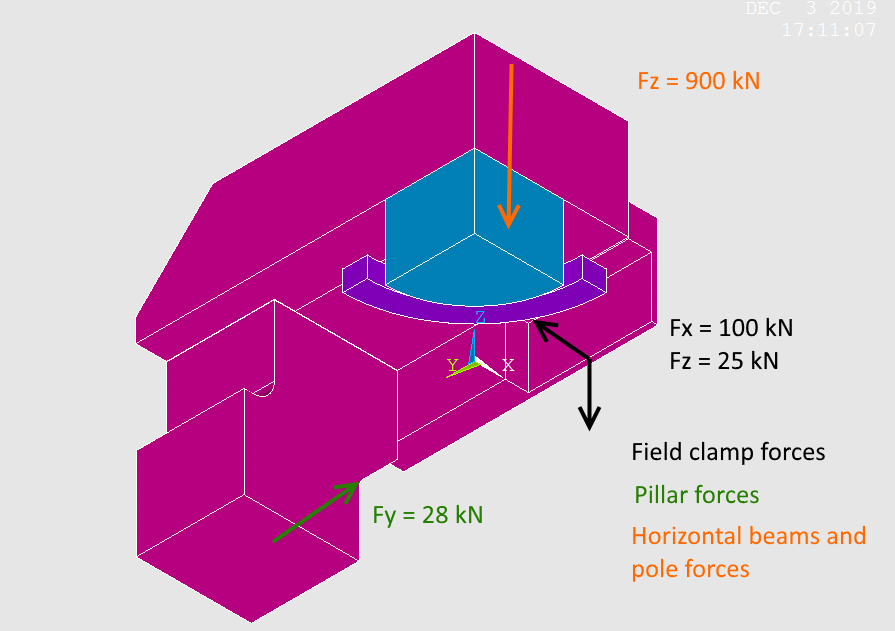 DEC 3 2019
17:11:07
Fz = 900 kN
Fx = 100 kN
Fz = 25 kN
Z
Y
X
Field clamp forces
Pillar forces
Fy = 28 kN
Horizontal beams and
pole forces